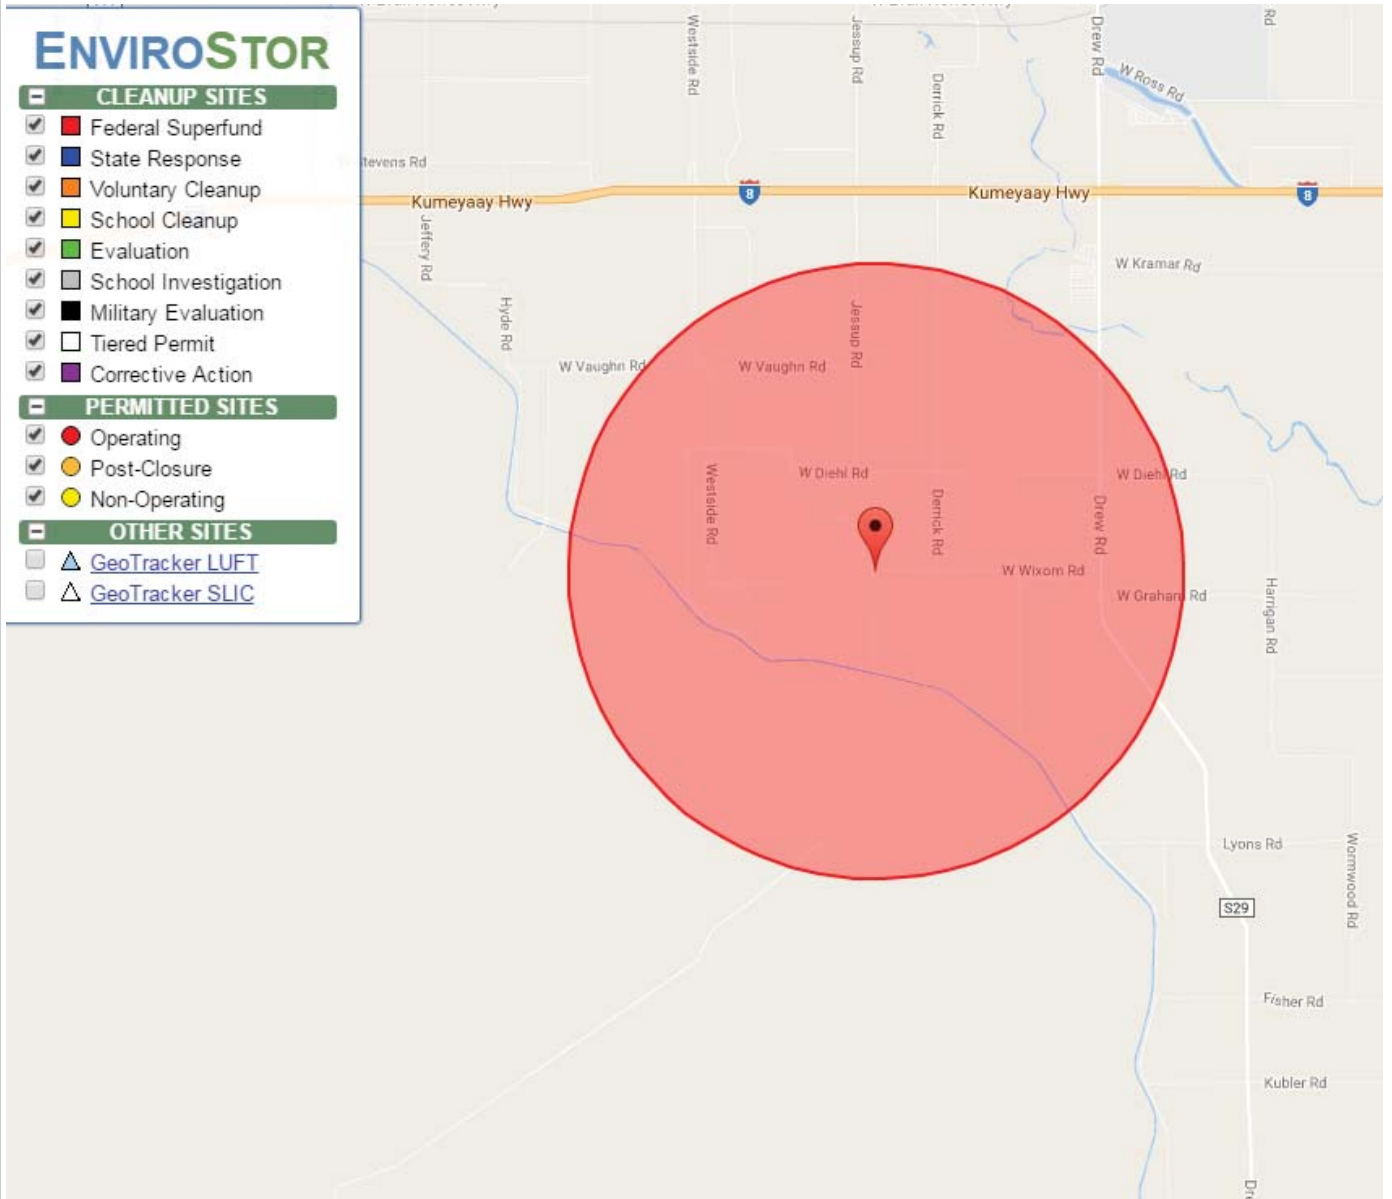 ENVIROSTOR
CLEANUP SITES
Federal Superfund
State Response
Voluntary Cleanup
School Cleanup
Evaluation
School Investigation
Military Evaluation
Tiered Permit
Corrective Action
PERMITTED SITES
Operating
Post-Closure
Non-Operating
OTHER SITES
GeoTracker LUFT
GeoTracker SLIC
Westside Rd
Jessup Rd
Derrick Rd
Drew Rd
W Ross Rd
Rd
Stevens Rd
Kumeyaay Hwy
8
Kumeyaay Hwy
8
Jeffery Rd
W Kramar Rd
Hyde Rd
Jessup Rd
W Vaughn Rd
W Vaughn Rd
Westside Rd
W Diehl Rd
Derrick Rd
W Diehl Rd
Drew Rd
W Wixom Rd
W Graham Rd
Harrigan Rd
Lyons Rd
Wormwood Rd
S29
Fisher Rd
Kubler Rd
Dre